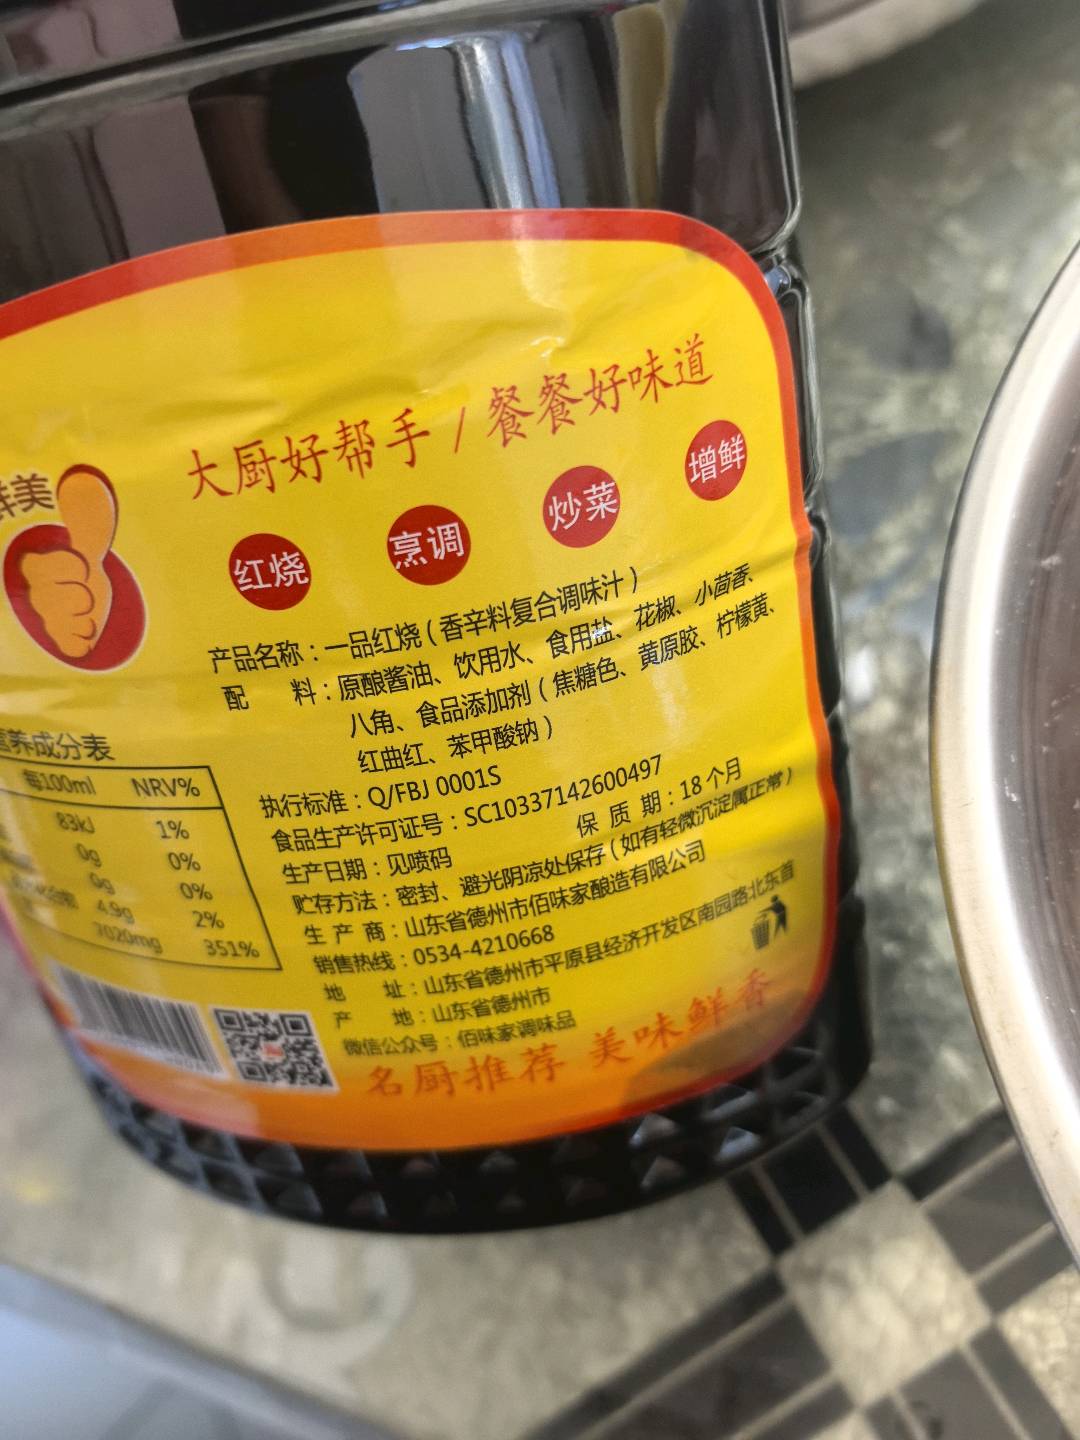 大厨好帮手 / 餐餐好味道
鲜美
红烧 烹调 炒菜 增鲜
产品名称：一品红烧（香辛料复合调味汁）
配 料：原酿酱油、饮用水、食用盐、花椒、小茴香、
八角、食品添加剂（焦糖色、黄原胶、柠檬黄、
红曲红、苯甲酸钠）
执行标准：Q/FBJ 0001S
食品生产许可证号：SC10337142600497
生产日期：见喷码 保 质 期：18个月
贮存方法：密封、避光阴凉处保存（如有轻微沉淀属正常）
生 产 商：山东省德州市佰味家酿造有限公司
销售热线：0534-4210668
地 址：山东省德州市平原县经济开发区南园路北东首
产 地：山东省德州市
微信公众号：佰味家调味品
名厨推荐 美味鲜香
营养成分表
每100ml NRV%
83kJ 1%
0g 0%
0g 0%
4.9g 2%
7020mg 351%